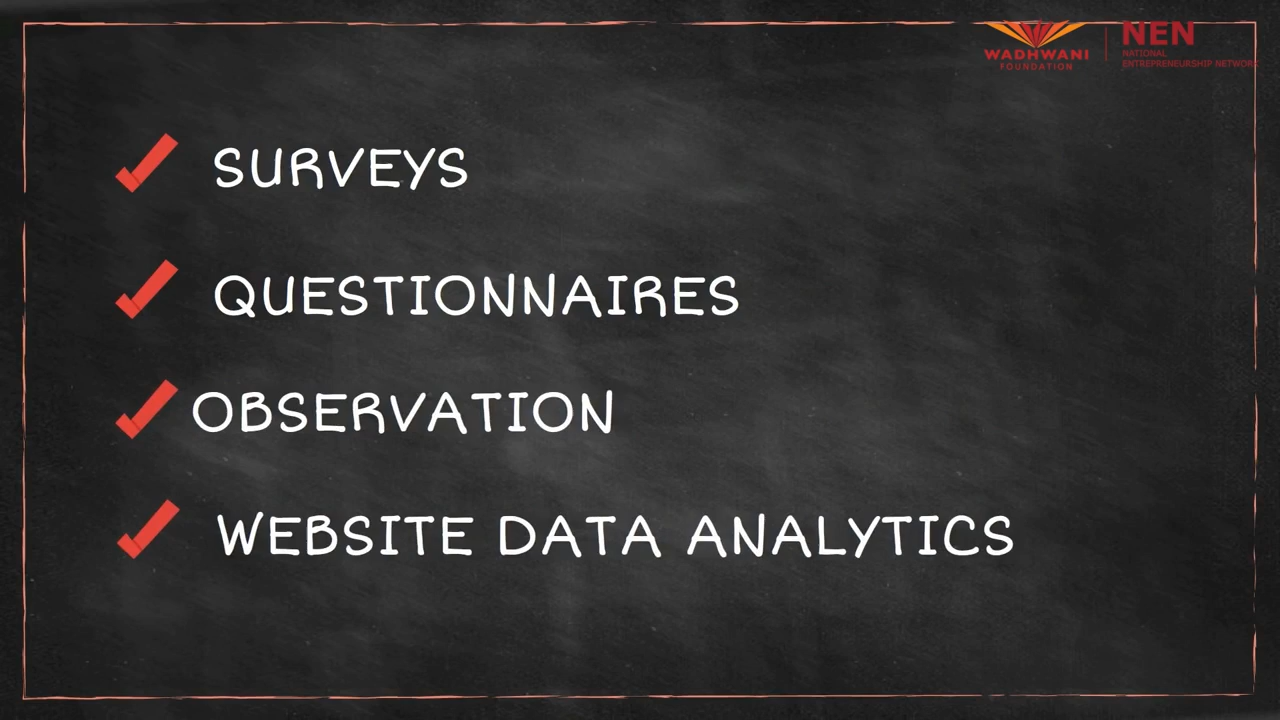 WADHWANI
FOUNDATION
NEN
NATIONAL
ENTREPRENEURSHIP NETWORK
SURVEYS
QUESTIONNAIRES
OBSERVATION
WEBSITE DATA ANALYTICS